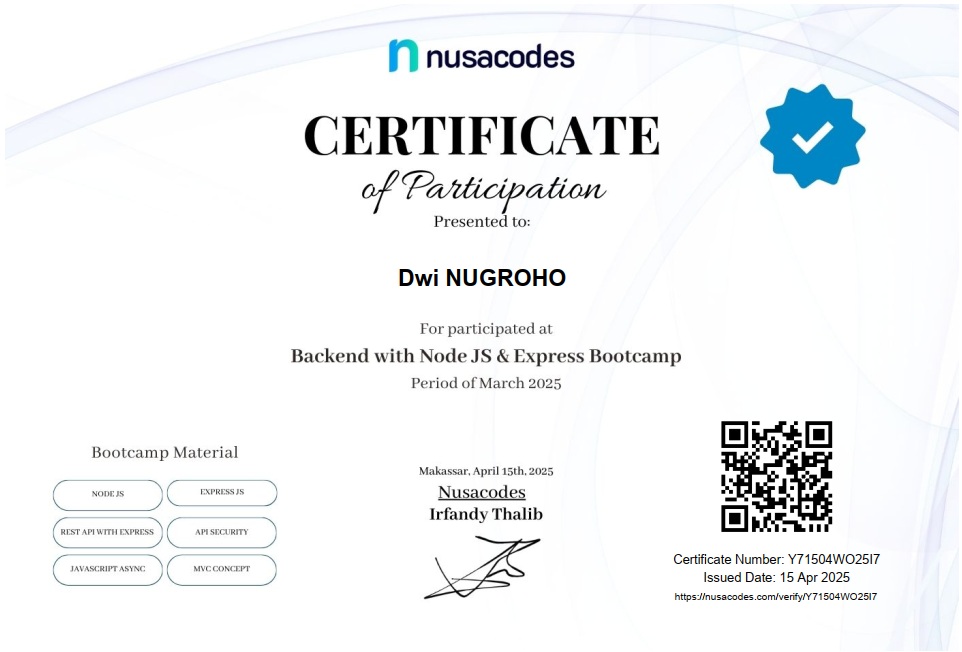 nusacodes
CERTIFICATE
of Participation
Presented to:
Dwi NUGROHO
For participated at
Backend with Node JS & Express Bootcamp
Period of March 2025
Bootcamp Material
NODE JS
EXPRESS JS
REST API WITH EXPRESS
API SECURITY
JAVASCRIPT ASYNC
MVC CONCEPT
Makassar, April 15th, 2025
Nusacodes
Irfandy Thalib
Certificate Number: Y71504WO25I7
Issued Date: 15 Apr 2025
https://nusacodes.com/verify/Y71504WO25I7